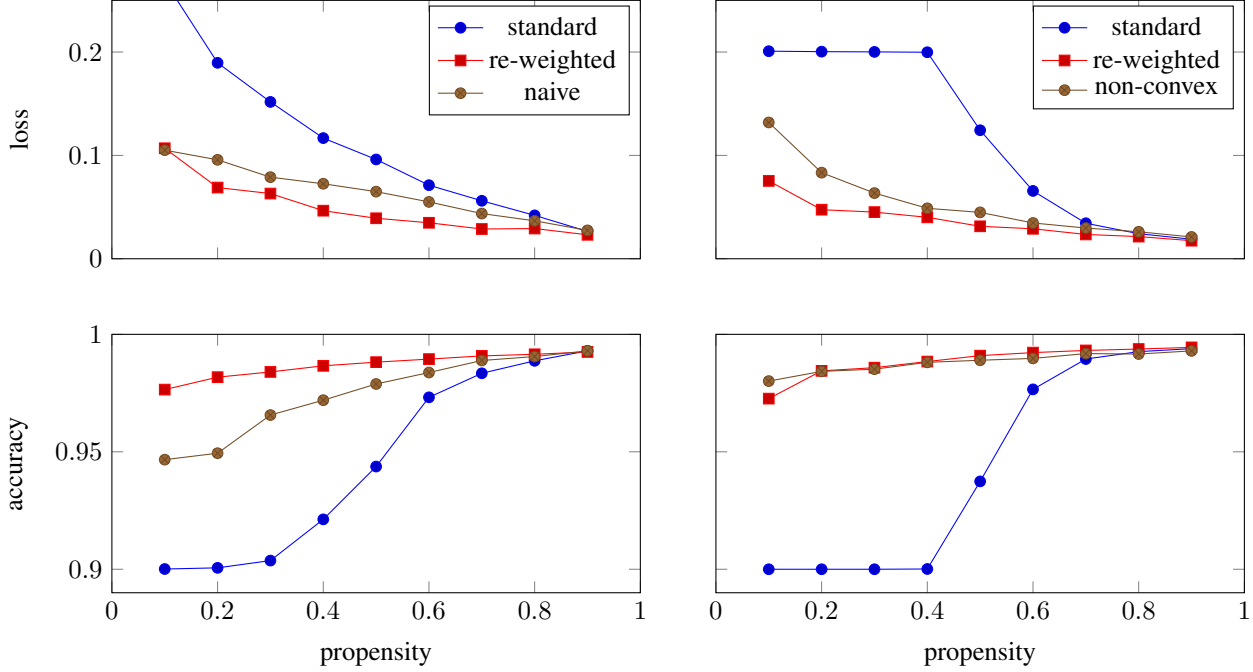 standard
re-weighted
naive
0.2
0.1
0
loss
standard
re-weighted
non-convex
1
0.95
0.9
accuracy
0 0.2 0.4 0.6 0.8 1
propensity
0 0.2 0.4 0.6 0.8 1
propensity